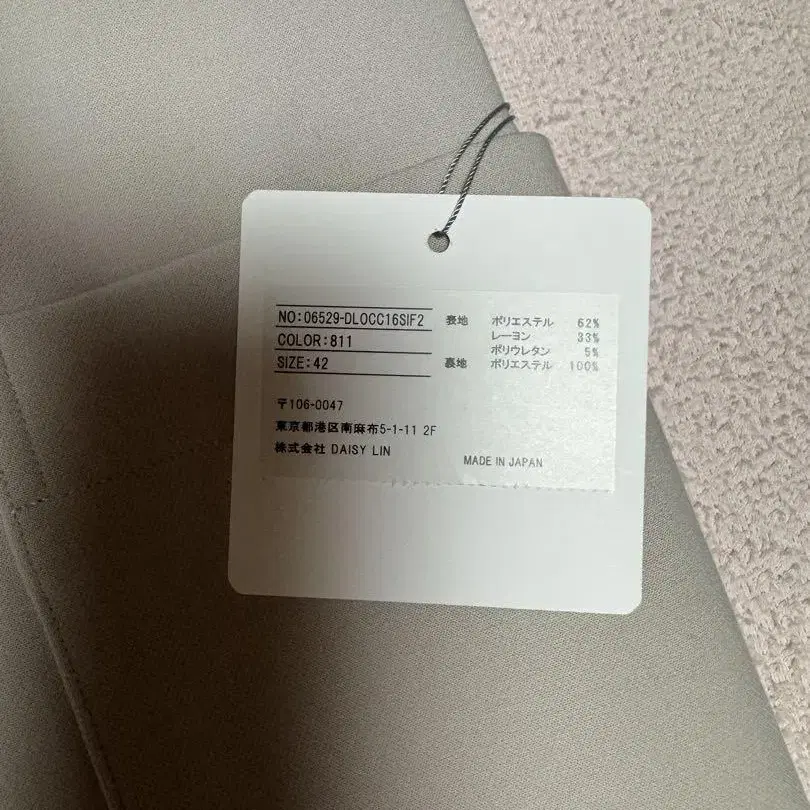 NO:06529-DLOCC16SIF2
COLOR:811
SIZE:42
表地 ポリエステル 62%
レーヨン 33%
ポリウレタン 5%
裏地 ポリエステル 100%
〒106-0047
東京都港区南麻布5-1-11 2F
株式会社 DAISY LIN
MADE IN JAPAN